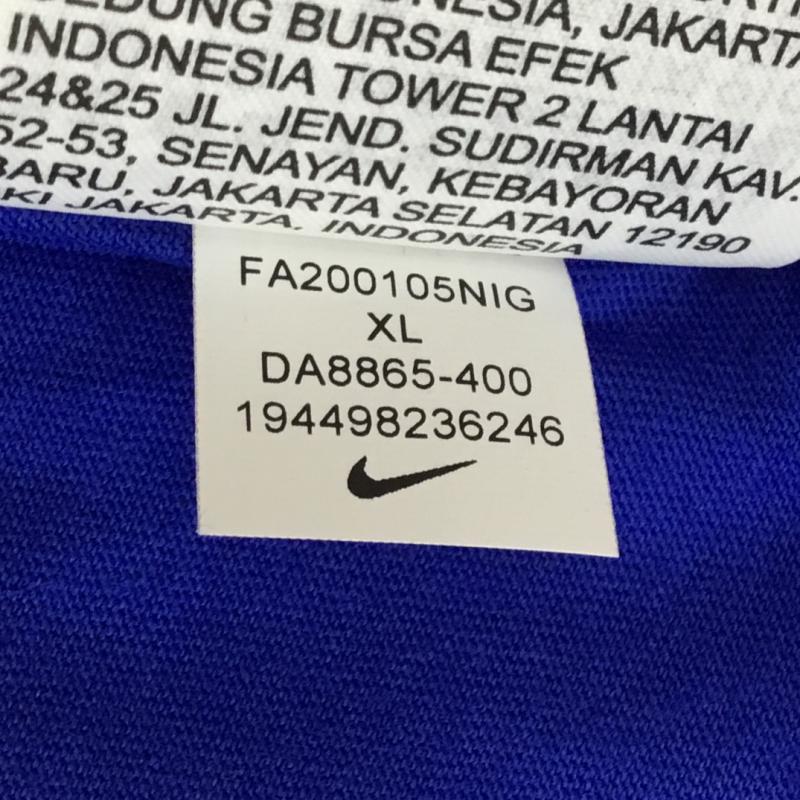 JAKARTA
BURSA EFEK
INDONESIA TOWER 2 LANTAI
24&25 JL. JEND. SUDIRMAN KAV.
52-53, SENAYAN, KEBAYORAN
BARU, JAKARTA SELATAN 12190
JAKARTA, INDONESIA
FA200105NIG
XL
DA8865-400
194498236246